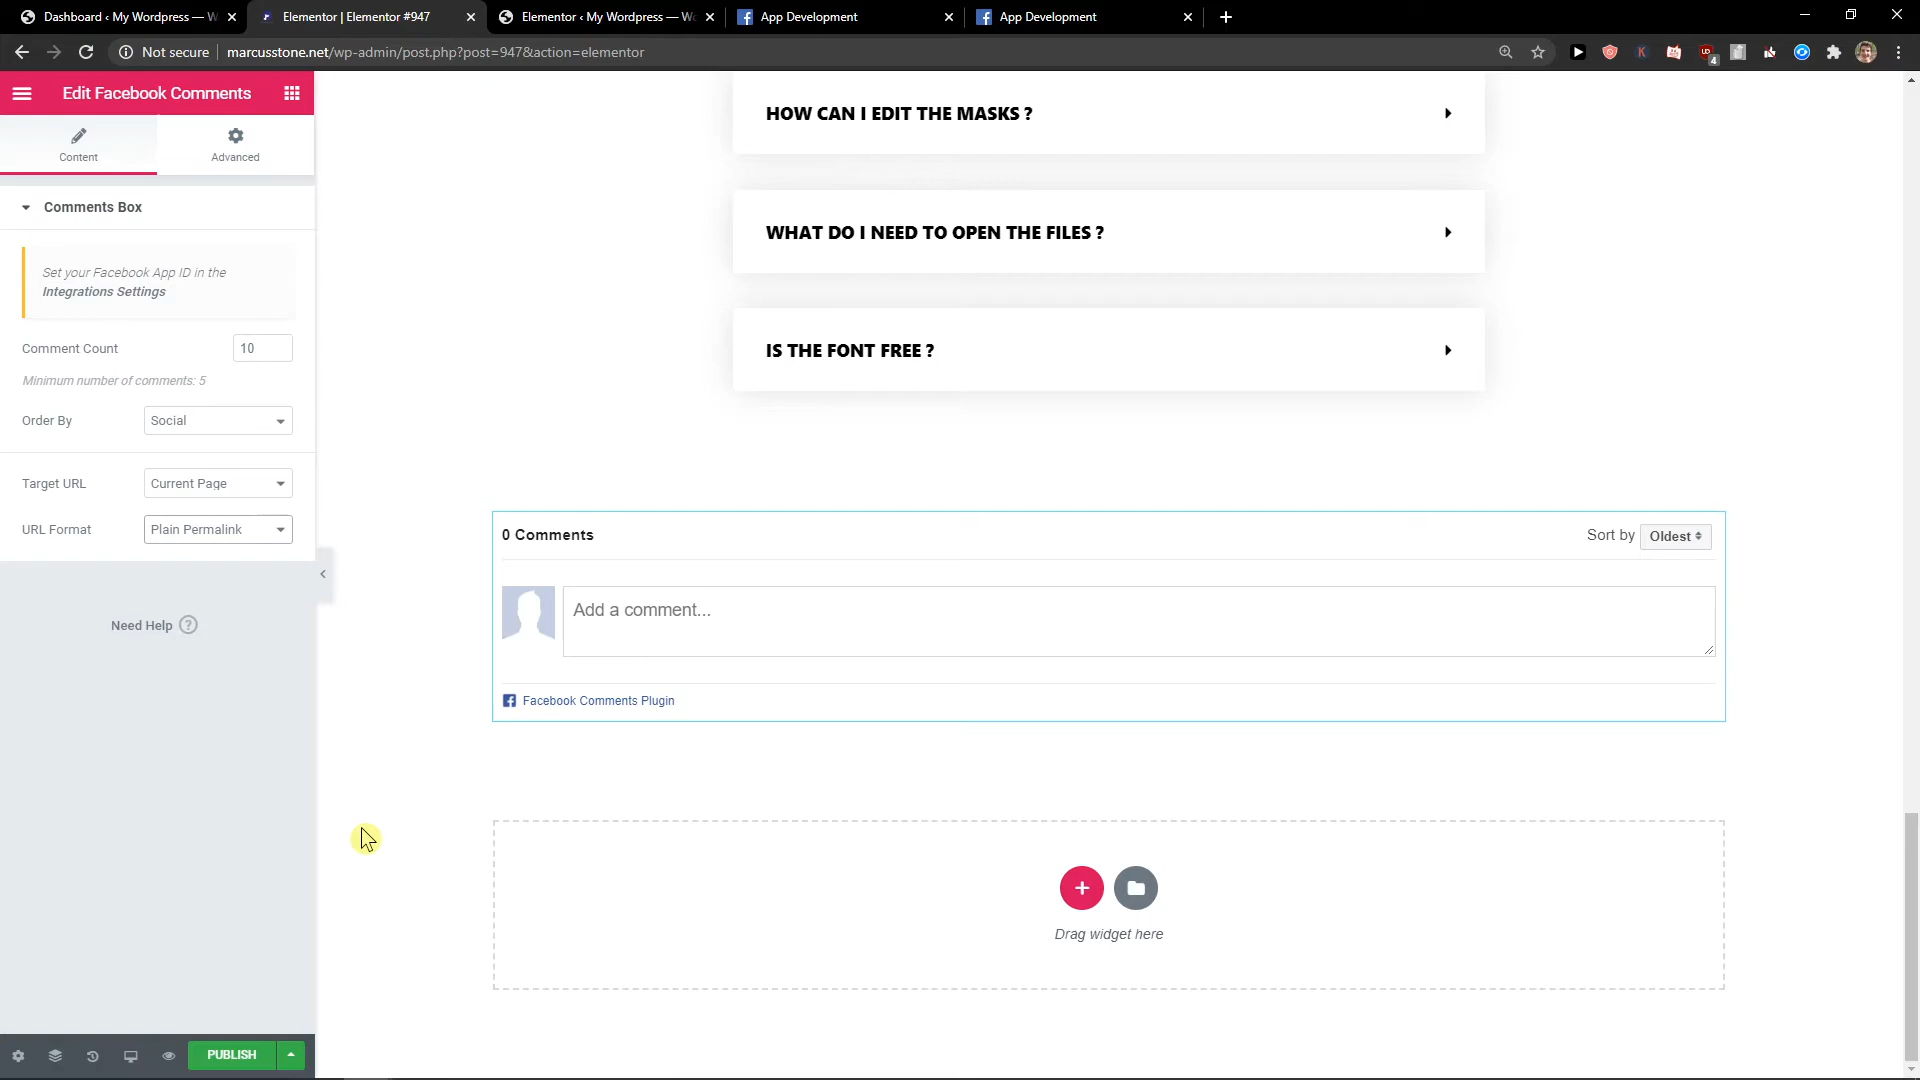 Dashboard ‹ My Wordpress — W
Elementor | Elementor #947
Elementor ‹ My Wordpress — Wo
App Development
App Development
Not secure
marcusstone.net/wp-admin/post.php?post=947&action=elementor
4
Edit Facebook Comments
Content
Advanced
Comments Box
Set your Facebook App ID in the
Integrations Settings
Comment Count
10
Minimum number of comments: 5
Order By
Social
Target URL
Current Page
URL Format
Plain Permalink
Need Help ?
PUBLISH
HOW CAN I EDIT THE MASKS ?
WHAT DO I NEED TO OPEN THE FILES ?
IS THE FONT FREE ?
0 Comments
Sort by
Oldest
Add a comment...
Facebook Comments Plugin
Drag widget here